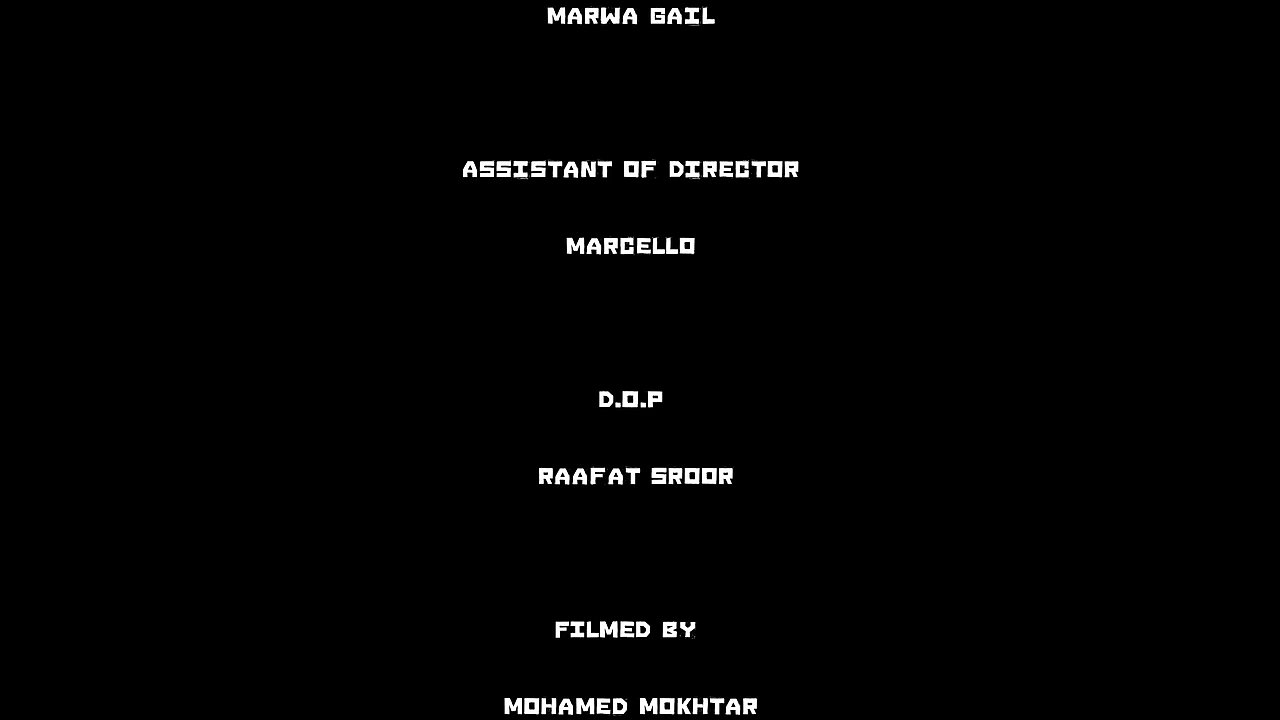 MARWA GAIL
ASSISTANT OF DIRECTOR
MARCELLO
D.O.P
RAAFAT SROOR
FILMED BY
MOHAMED MOKHTAR